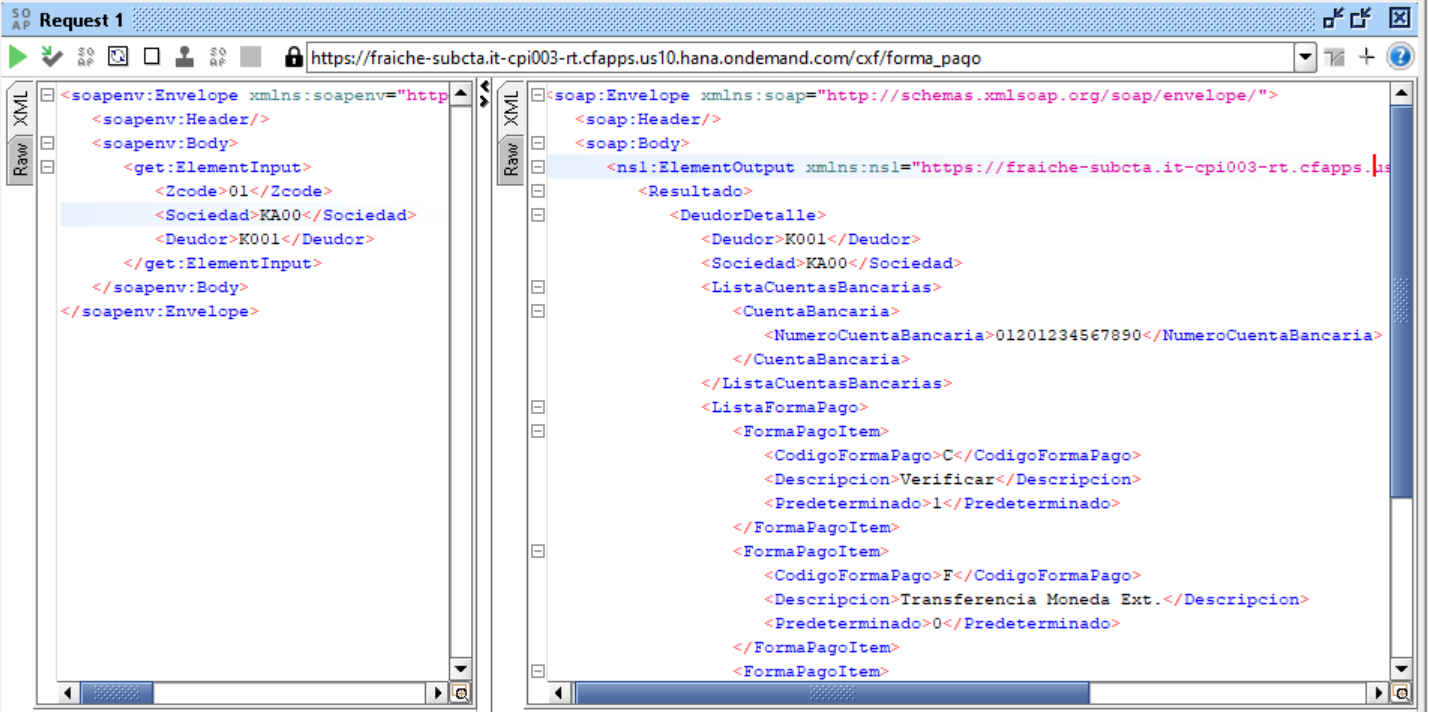 SOAP Request 1
SOAP SOAP https://fraiche-subcta.it-cpi003-rt.cfapps.us10.hana.ondemand.com/cxf/forma_pago
XML
Raw
<soapenv:Envelope xmlns:soapenv="http
<soapenv:Header/>
<soapenv:Body>
<get:ElementInput>
<Zcode>01</Zcode>
<Sociedad>KA00</Sociedad>
<Deudor>K001</Deudor>
</get:ElementInput>
</soapenv:Body>
</soapenv:Envelope>
XML
Raw
<soap:Envelope xmlns:soap="http://schemas.xmlsoap.org/soap/envelope/">
<soap:Header/>
<soap:Body>
<ns1:ElementOutput xmlns:ns1="https://fraiche-subcta.it-cpi003-rt.cfapps.us
<Resultado>
<DeudorDetalle>
<Deudor>K001</Deudor>
<Sociedad>KA00</Sociedad>
<ListaCuentasBancarias>
<CuentaBancaria>
<NumeroCuentaBancaria>01201234567890</NumeroCuentaBancaria>
</CuentaBancaria>
</ListaCuentasBancarias>
<ListaFormaPago>
<FormaPagoItem>
<CodigoFormaPago>C</CodigoFormaPago>
<Descripcion>Verificar</Descripcion>
<Predeterminado>1</Predeterminado>
</FormaPagoItem>
<FormaPagoItem>
<CodigoFormaPago>F</CodigoFormaPago>
<Descripcion>Transferencia Moneda Ext.</Descripcion>
<Predeterminado>0</Predeterminado>
</FormaPagoItem>
<FormaPagoItem>